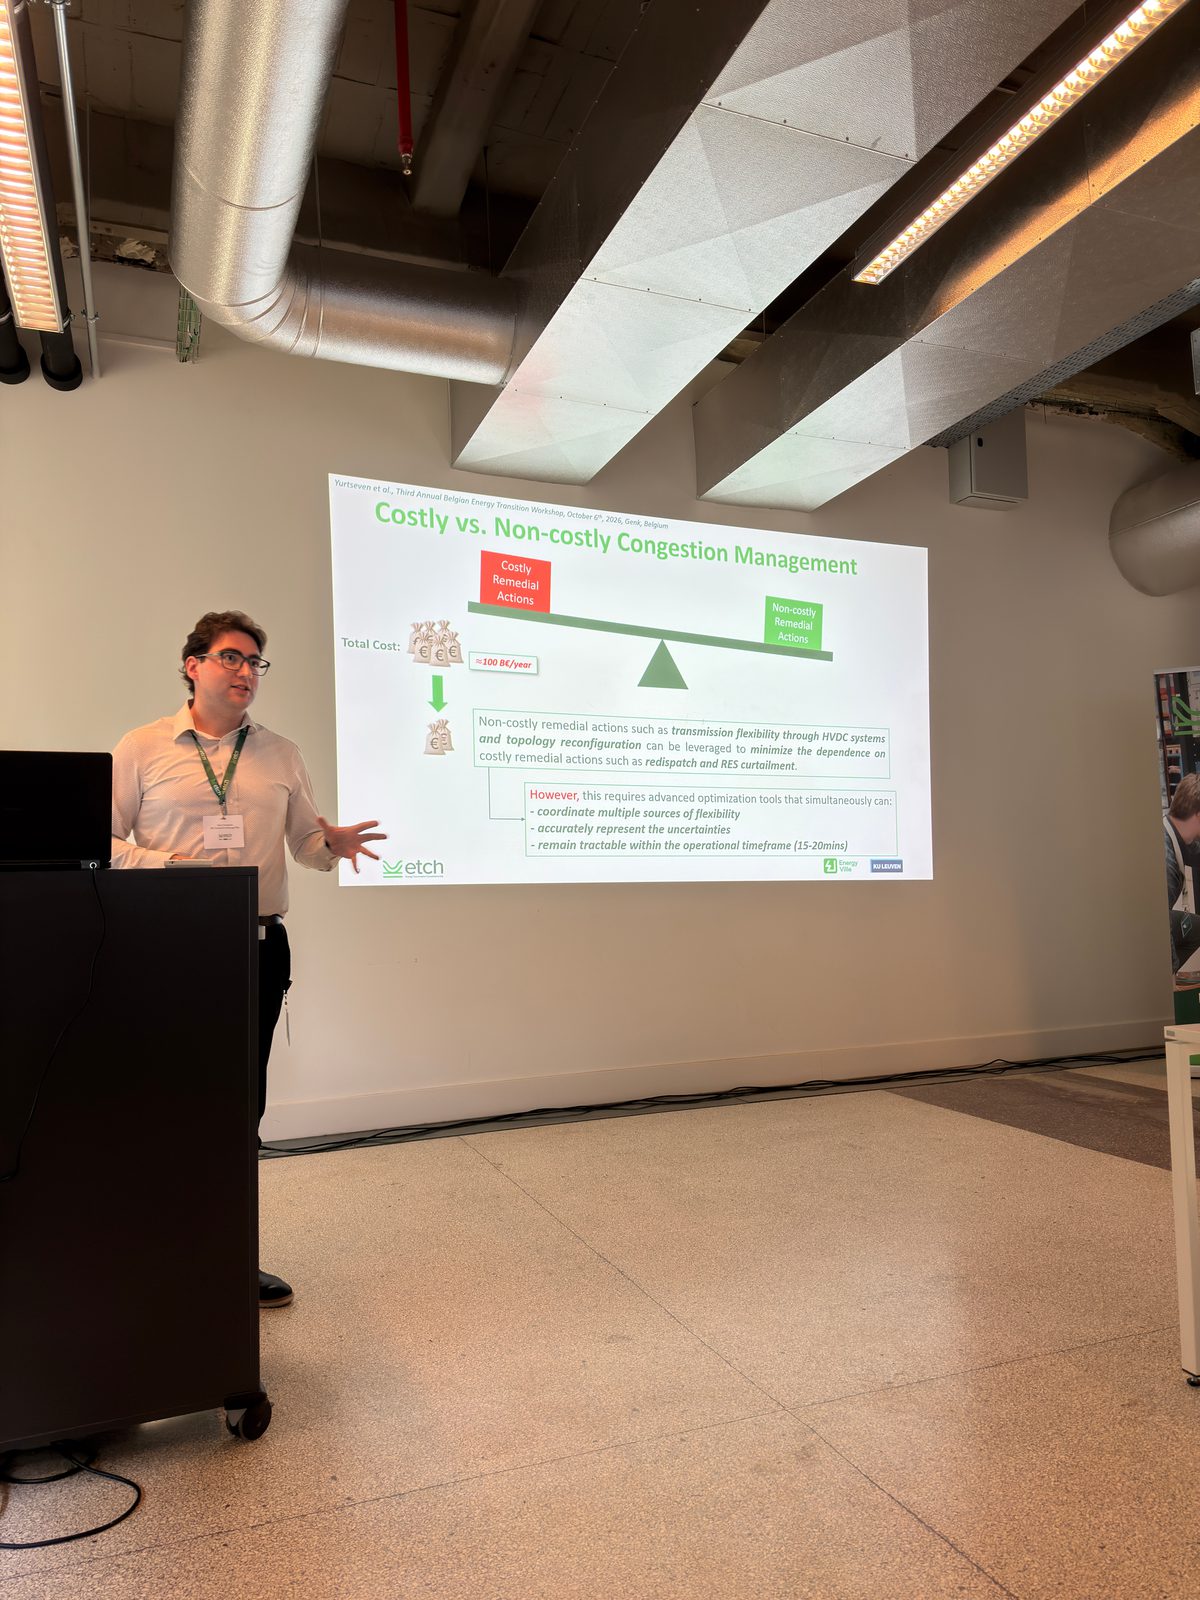 Yurtseven et al., Third Annual Belgian Energy Transition Workshop, October 6th, 2026, Genk, Belgium
Costly vs. Non-costly Congestion Management
Costly
Remedial
Actions
Non-costly
Remedial
Actions
Total Cost:
≈100 B€/year
Non-costly remedial actions such as transmission flexibility through HVDC systems
and topology reconfiguration can be leveraged to minimize the dependence on
costly remedial actions such as redispatch and RES curtailment.
However, this requires advanced optimization tools that simultaneously can:
- coordinate multiple sources of flexibility
- accurately represent the uncertainties
- remain tractable within the operational timeframe (15-20mins)
etch
Energy
Ville
KU LEUVEN